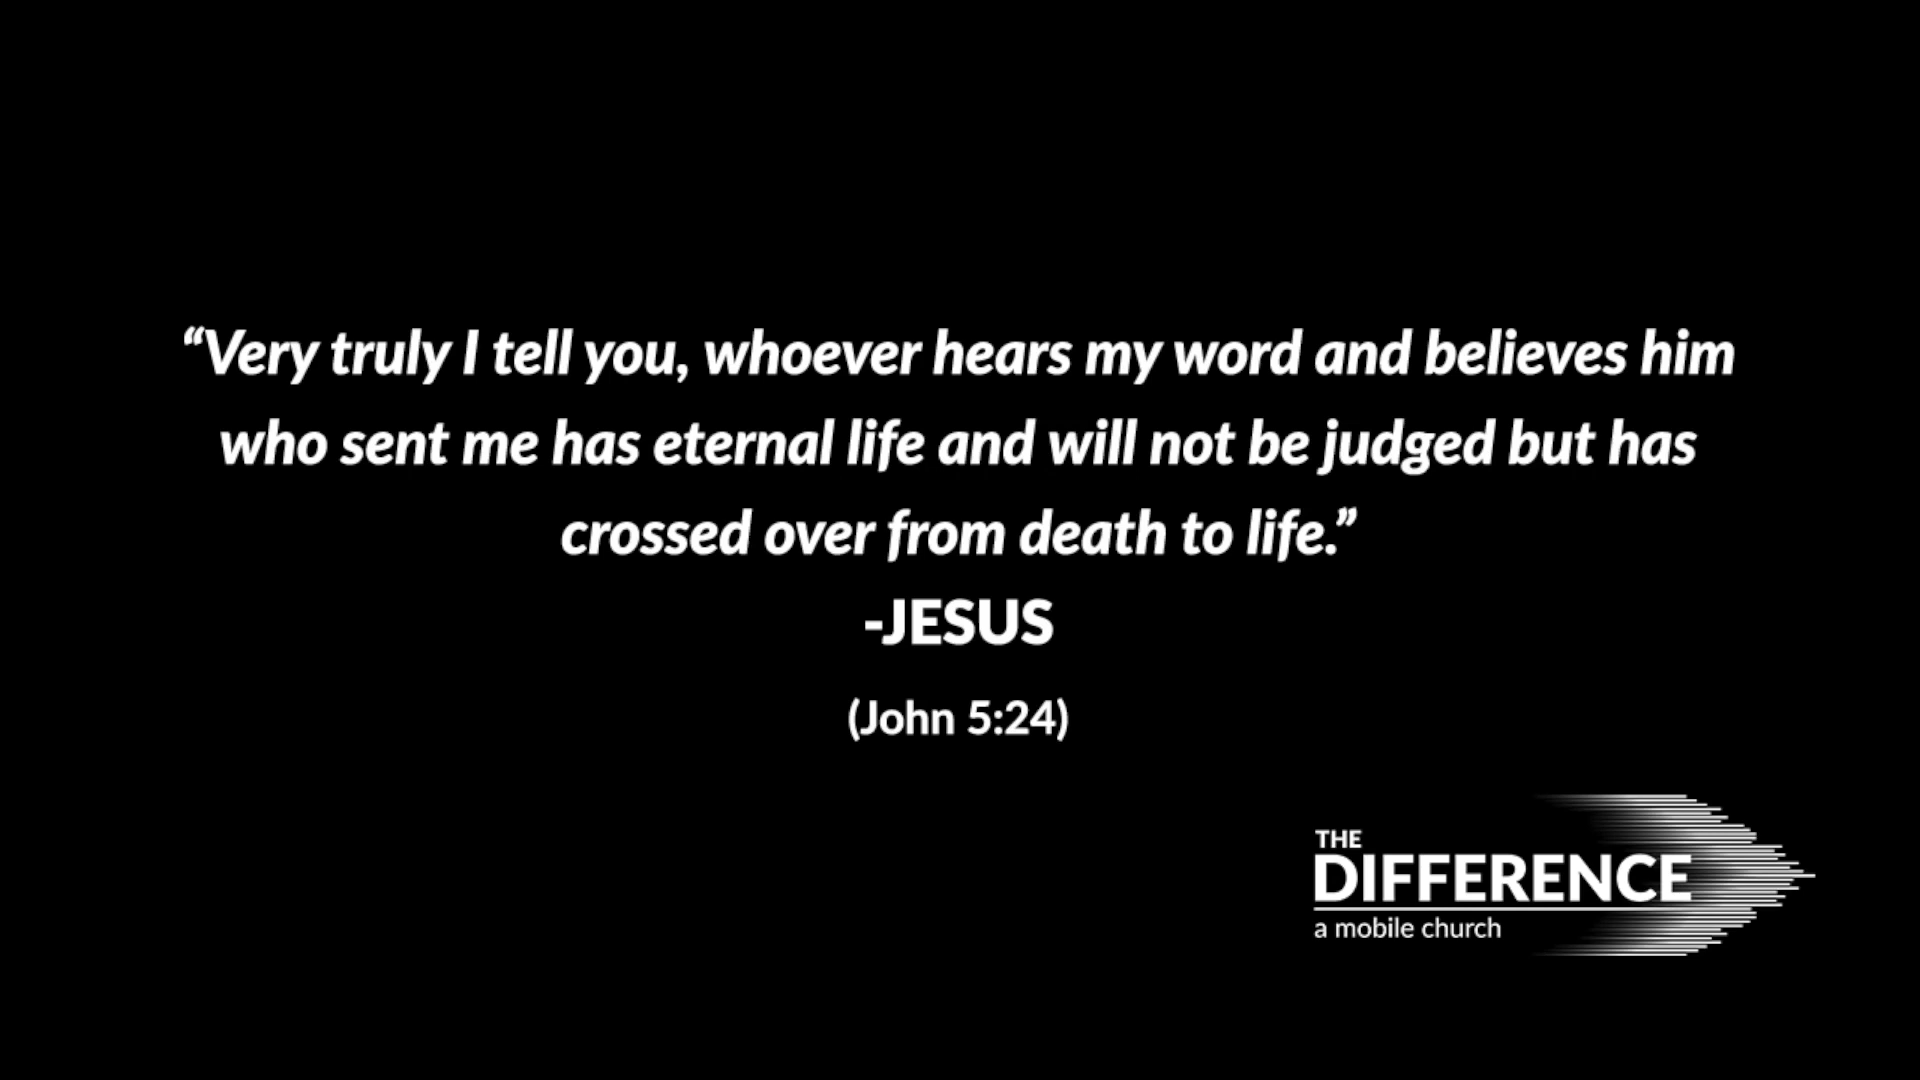 “Very truly I tell you, whoever hears my word and believes him
who sent me has eternal life and will not be judged but has
crossed over from death to life.”
-JESUS
(John 5:24)
THE
DIFFERENCE
a mobile church